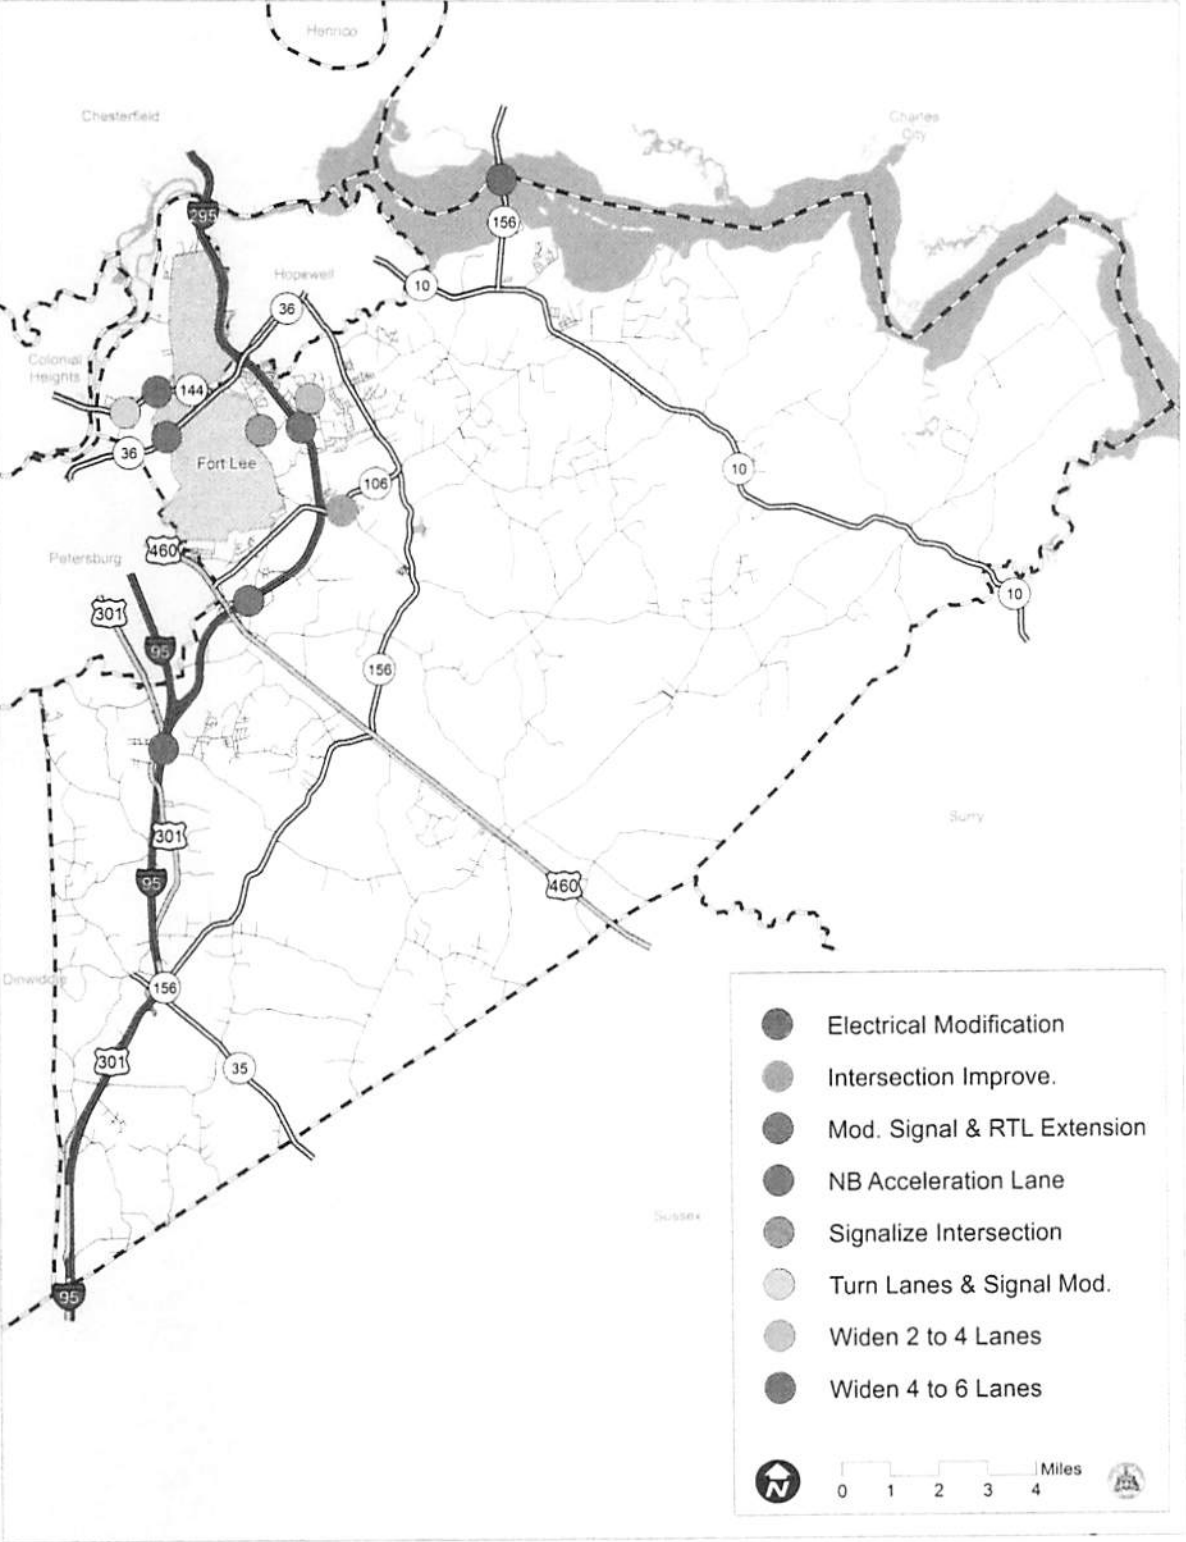 Henrico
Chesterfield
Charles
City
295
156
Hopewell
10
36
Colonial
Heights
144
36
Fort Lee
10
106
460
Petersburg
10
301
95
156
301
Surry
95
460
Dinwiddie
156
301
35
Sussex
95
Electrical Modification
Intersection Improve.
Mod. Signal & RTL Extension
NB Acceleration Lane
Signalize Intersection
Turn Lanes & Signal Mod.
Widen 2 to 4 Lanes
Widen 4 to 6 Lanes
N
Miles
0 1 2 3 4